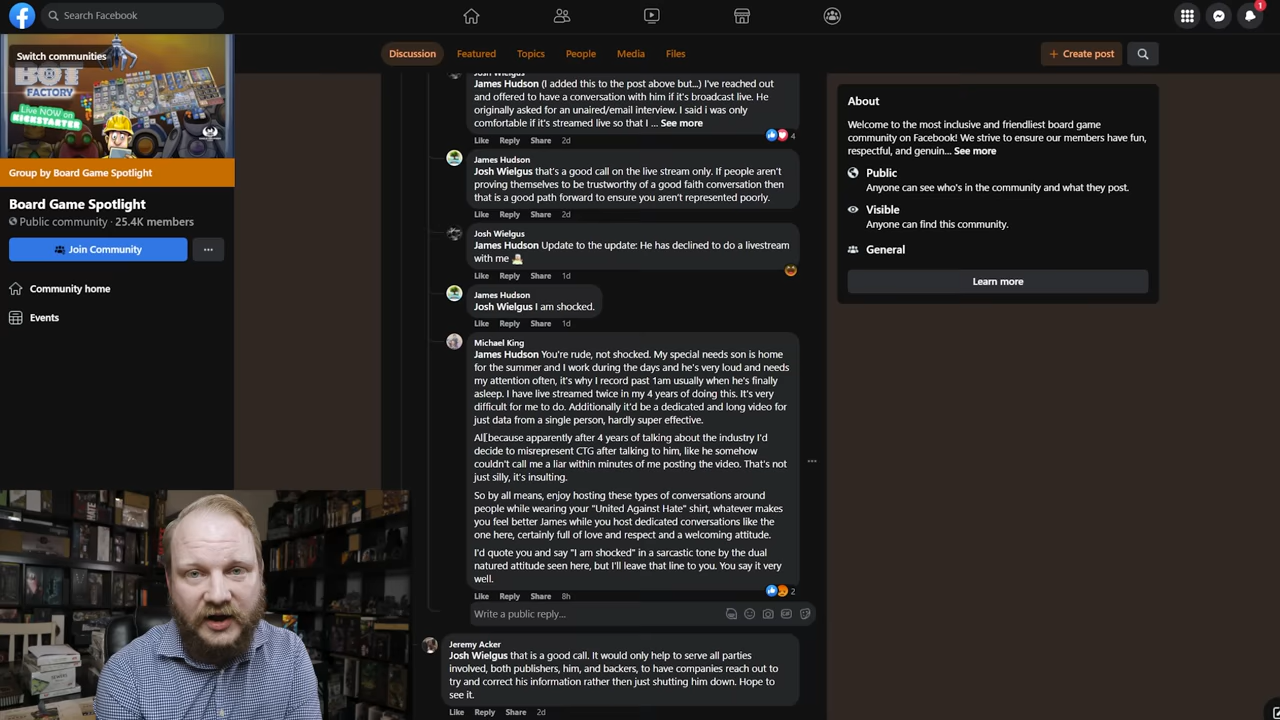 Search Facebook
1
Switch communities
BOT
FACTORY
Live NOW on
KICKSTARTER
Group by Board Game Spotlight
Board Game Spotlight
Public community · 25.4K members
Join Community
Community home
Events
Discussion
Featured
Topics
People
Media
Files
+ Create post
Josh Wielgus
James Hudson (I added this to the post above but...) I've reached out
and offered to have a conversation with him if it's broadcast live. He
originally asked for an unaired/email interview. I said i was only
comfortable if it's streamed live so that I ... See more
4
Like Reply Share 2d
James Hudson
Josh Wielgus that's a good call on the live stream only. If people aren't
proving themselves to be trustworthy of a good faith conversation then
that is a good path forward to ensure you aren't represented poorly.
Like Reply Share 2d
Josh Wielgus
James Hudson Update to the update: He has declined to do a livestream
with me
Like Reply Share 1d
James Hudson
Josh Wielgus I am shocked.
Like Reply Share 1d
Michael King
James Hudson You're rude, not shocked. My special needs son is home
for the summer and I work during the days and he's very loud and needs
my attention often, it's why I record past 1am usually when he's finally
asleep. I have live streamed twice in my 4 years of doing this. It's very
difficult for me to do. Additionally it'd be a dedicated and long video for
just data from a single person, hardly super effective.
All because apparently after 4 years of talking about the industry I'd
decide to misrepresent CTG after talking to him, like he somehow
couldn't call me a liar within minutes of me posting the video. That's not
just silly, it's insulting.
So by all means, enjoy hosting these types of conversations around
people while wearing your "United Against Hate" shirt, whatever makes
you feel better James while you host dedicated conversations like the
one here, certainly full of love and respect and a welcoming attitude.
I'd quote you and say "I am shocked" in a sarcastic tone by the dual
natured attitude seen here, but I'll leave that line to you. You say it very
well.
2
Like Reply Share 8h
Write a public reply...
Jeremy Acker
Josh Wielgus that is a good call. It would only help to serve all parties
involved, both publishers, him, and backers, to have companies reach out to
try and correct his information rather then just shutting him down. Hope to
see it.
Like Reply Share 2d
About
Welcome to the most inclusive and friendliest board game
community on Facebook! We strive to ensure our members have fun,
respectful, and genuin... See more
Public
Anyone can see who's in the community and what they post.
Visible
Anyone can find this community.
General
Learn more